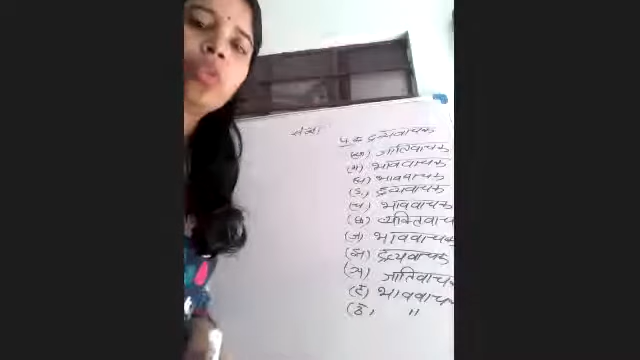 संज्ञा
५. क द्रव्यवाचक
(ख) जातिवाचक
(ग) भाववाचक
(घ) भाववाचक
(ङ) द्रव्यवाचक
(च) भाववाचक
(छ) व्यक्तिवाच
(ज) भाववाचक
(झ) द्रव्यवाचक
(ञ) जातिवाचक
(ट) भाववाचक
(ठ) "